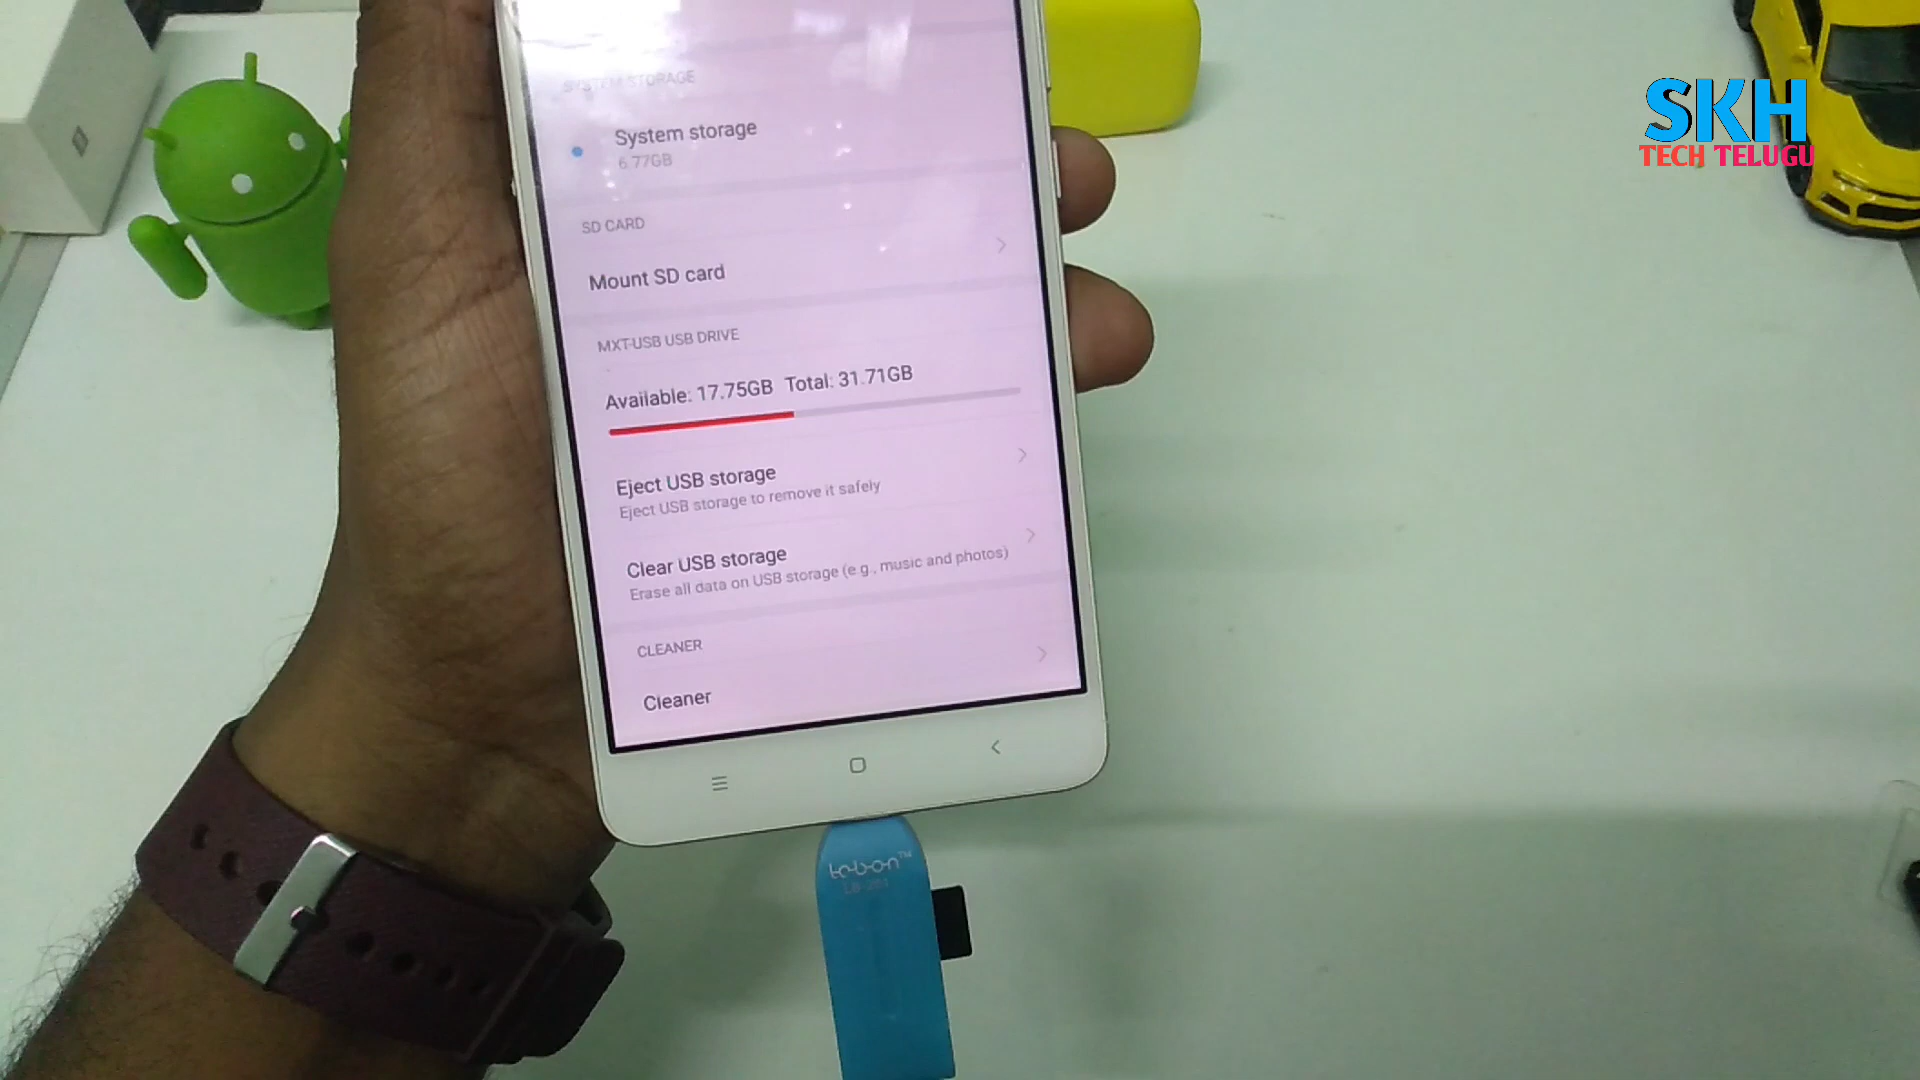 SKH
TECH TELUGU
SYSTEM STORAGE
System storage
6.77GB
SD CARD
Mount SD card
MXT-USB USB DRIVE
Available: 17.75GB Total: 31.71GB
Eject USB storage
Eject USB storage to remove it safely
Clear USB storage
Erase all data on USB storage (e.g., music and photos)
CLEANER
Cleaner